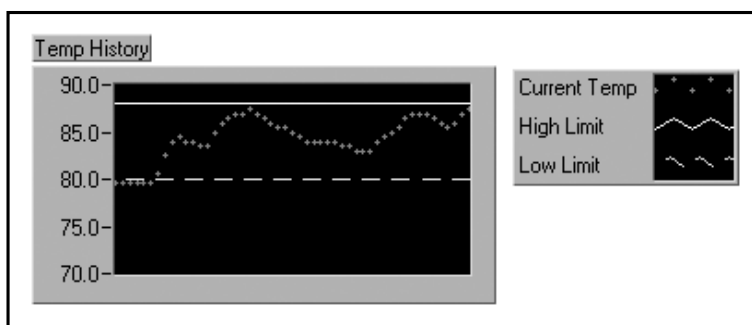 Temp History
90.0-
85.0-
80.0-
75.0-
70.0-
Current Temp
High Limit
Low Limit